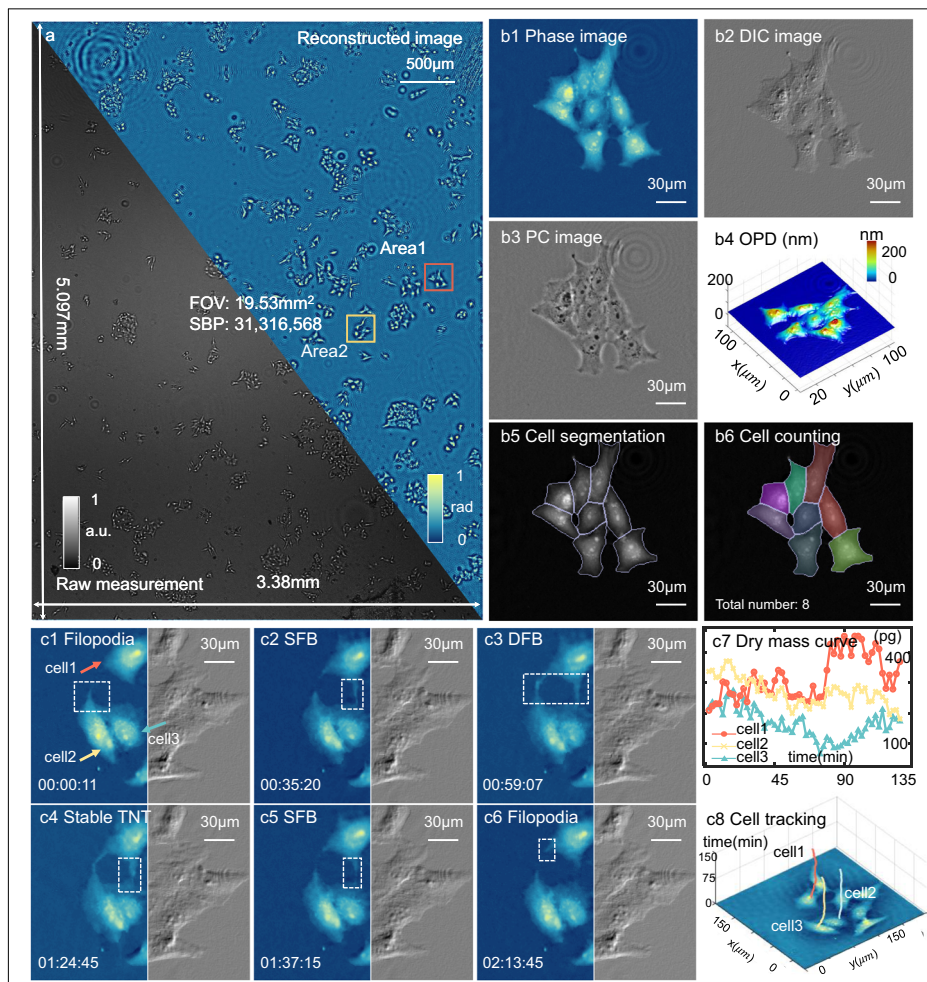 a
Reconstructed image
500μm
Area1
5.097mm
FOV: 19.53mm²
SBP: 31,316,568
Area2
1
rad
0
1
a.u.
0
Raw measurement
3.38mm
b1 Phase image
30μm
b2 DIC image
30μm
b3 PC image
30μm
b4 OPD (nm)
nm
200
0
200
0
100
x(μm)
0
20
y(μm)
100
b5 Cell segmentation
30μm
b6 Cell counting
30μm
Total number: 8
c1 Filopodia
30μm
cell1
cell2
cell3
00:00:11
c2 SFB
30μm
00:35:20
c3 DFB
30μm
00:59:07
c4 Stable TNT
30μm
01:24:45
c5 SFB
30μm
01:37:15
c6 Filopodia
30μm
02:13:45
c7 Dry mass curve
(pg)
400
100
cell1
cell2
cell3
time(min)
0 45 90 135
c8 Cell tracking
time(min)
150
75
0
cell1
cell2
cell3
150
x(μm)
0
0
y(μm)
150